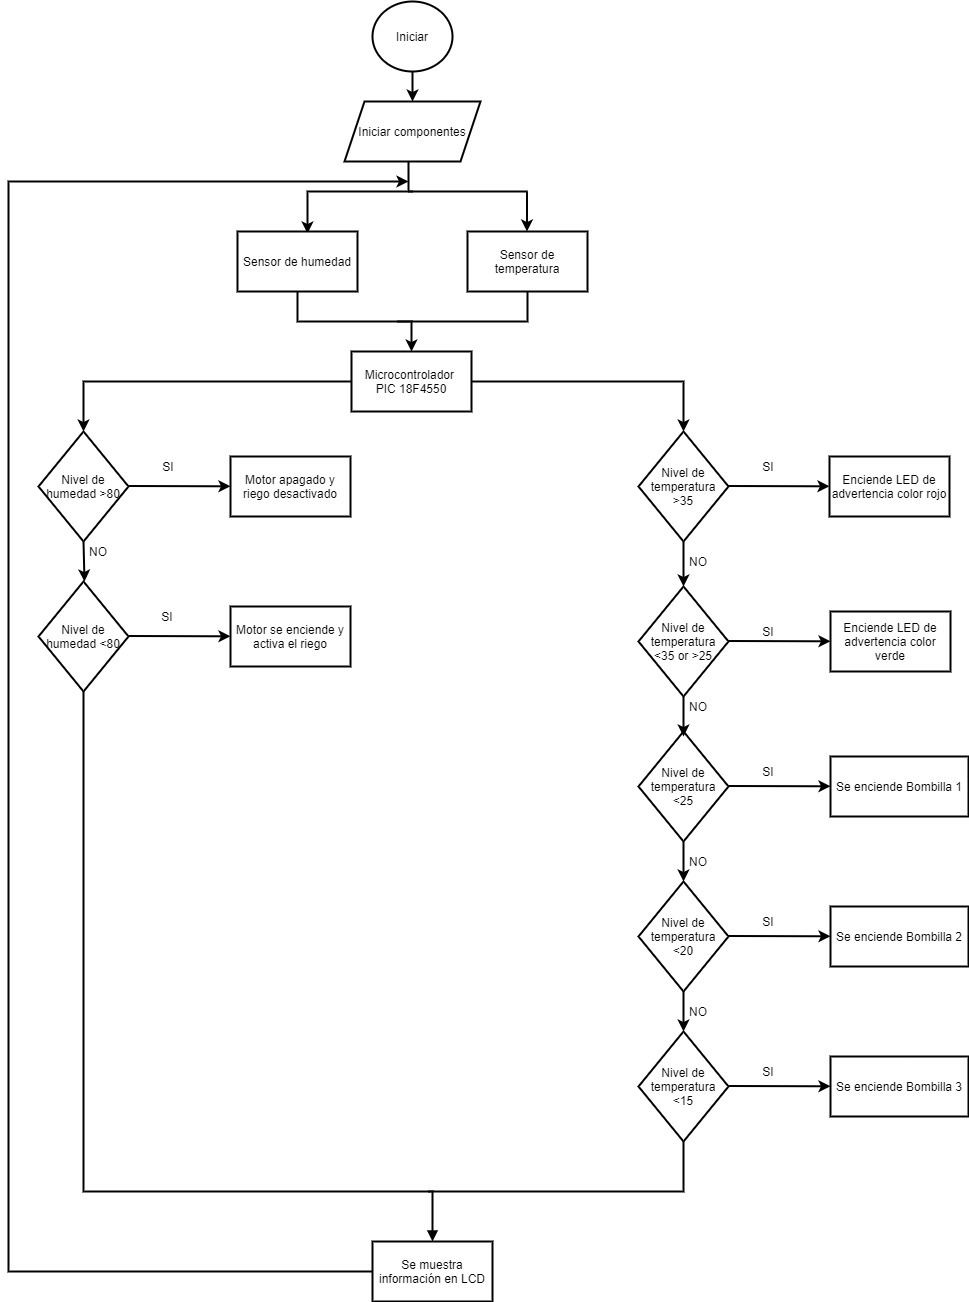 Iniciar
Iniciar componentes
Sensor de humedad
Sensor de
temperatura
Microcontrolador
PIC 18F4550
Nivel de
humedad >80
SI
Motor apagado y
riego desactivado
NO
Nivel de
humedad <80
SI
Motor se enciende y
activa el riego
Nivel de
temperatura
>35
SI
Enciende LED de
advertencia color rojo
NO
Nivel de
temperatura
<35 or >25
SI
Enciende LED de
advertencia color
verde
NO
Nivel de
temperatura
<25
SI
Se enciende Bombilla 1
NO
Nivel de
temperatura
<20
SI
Se enciende Bombilla 2
NO
Nivel de
temperatura
<15
SI
Se enciende Bombilla 3
Se muestra
información en LCD